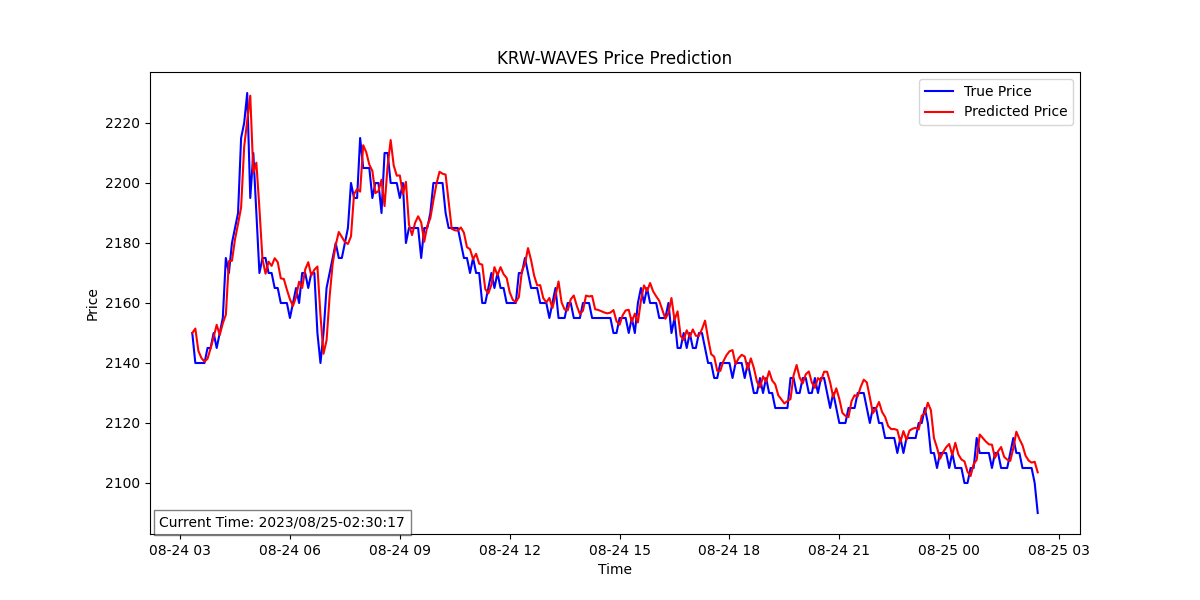 KRW-WAVES Price Prediction
True Price
Predicted Price
Price
2220
2200
2180
2160
2140
2120
2100
Current Time: 2023/08/25-02:30:17
08-24 03 08-24 06 08-24 09 08-24 12 08-24 15 08-24 18 08-24 21 08-25 00 08-25 03
Time